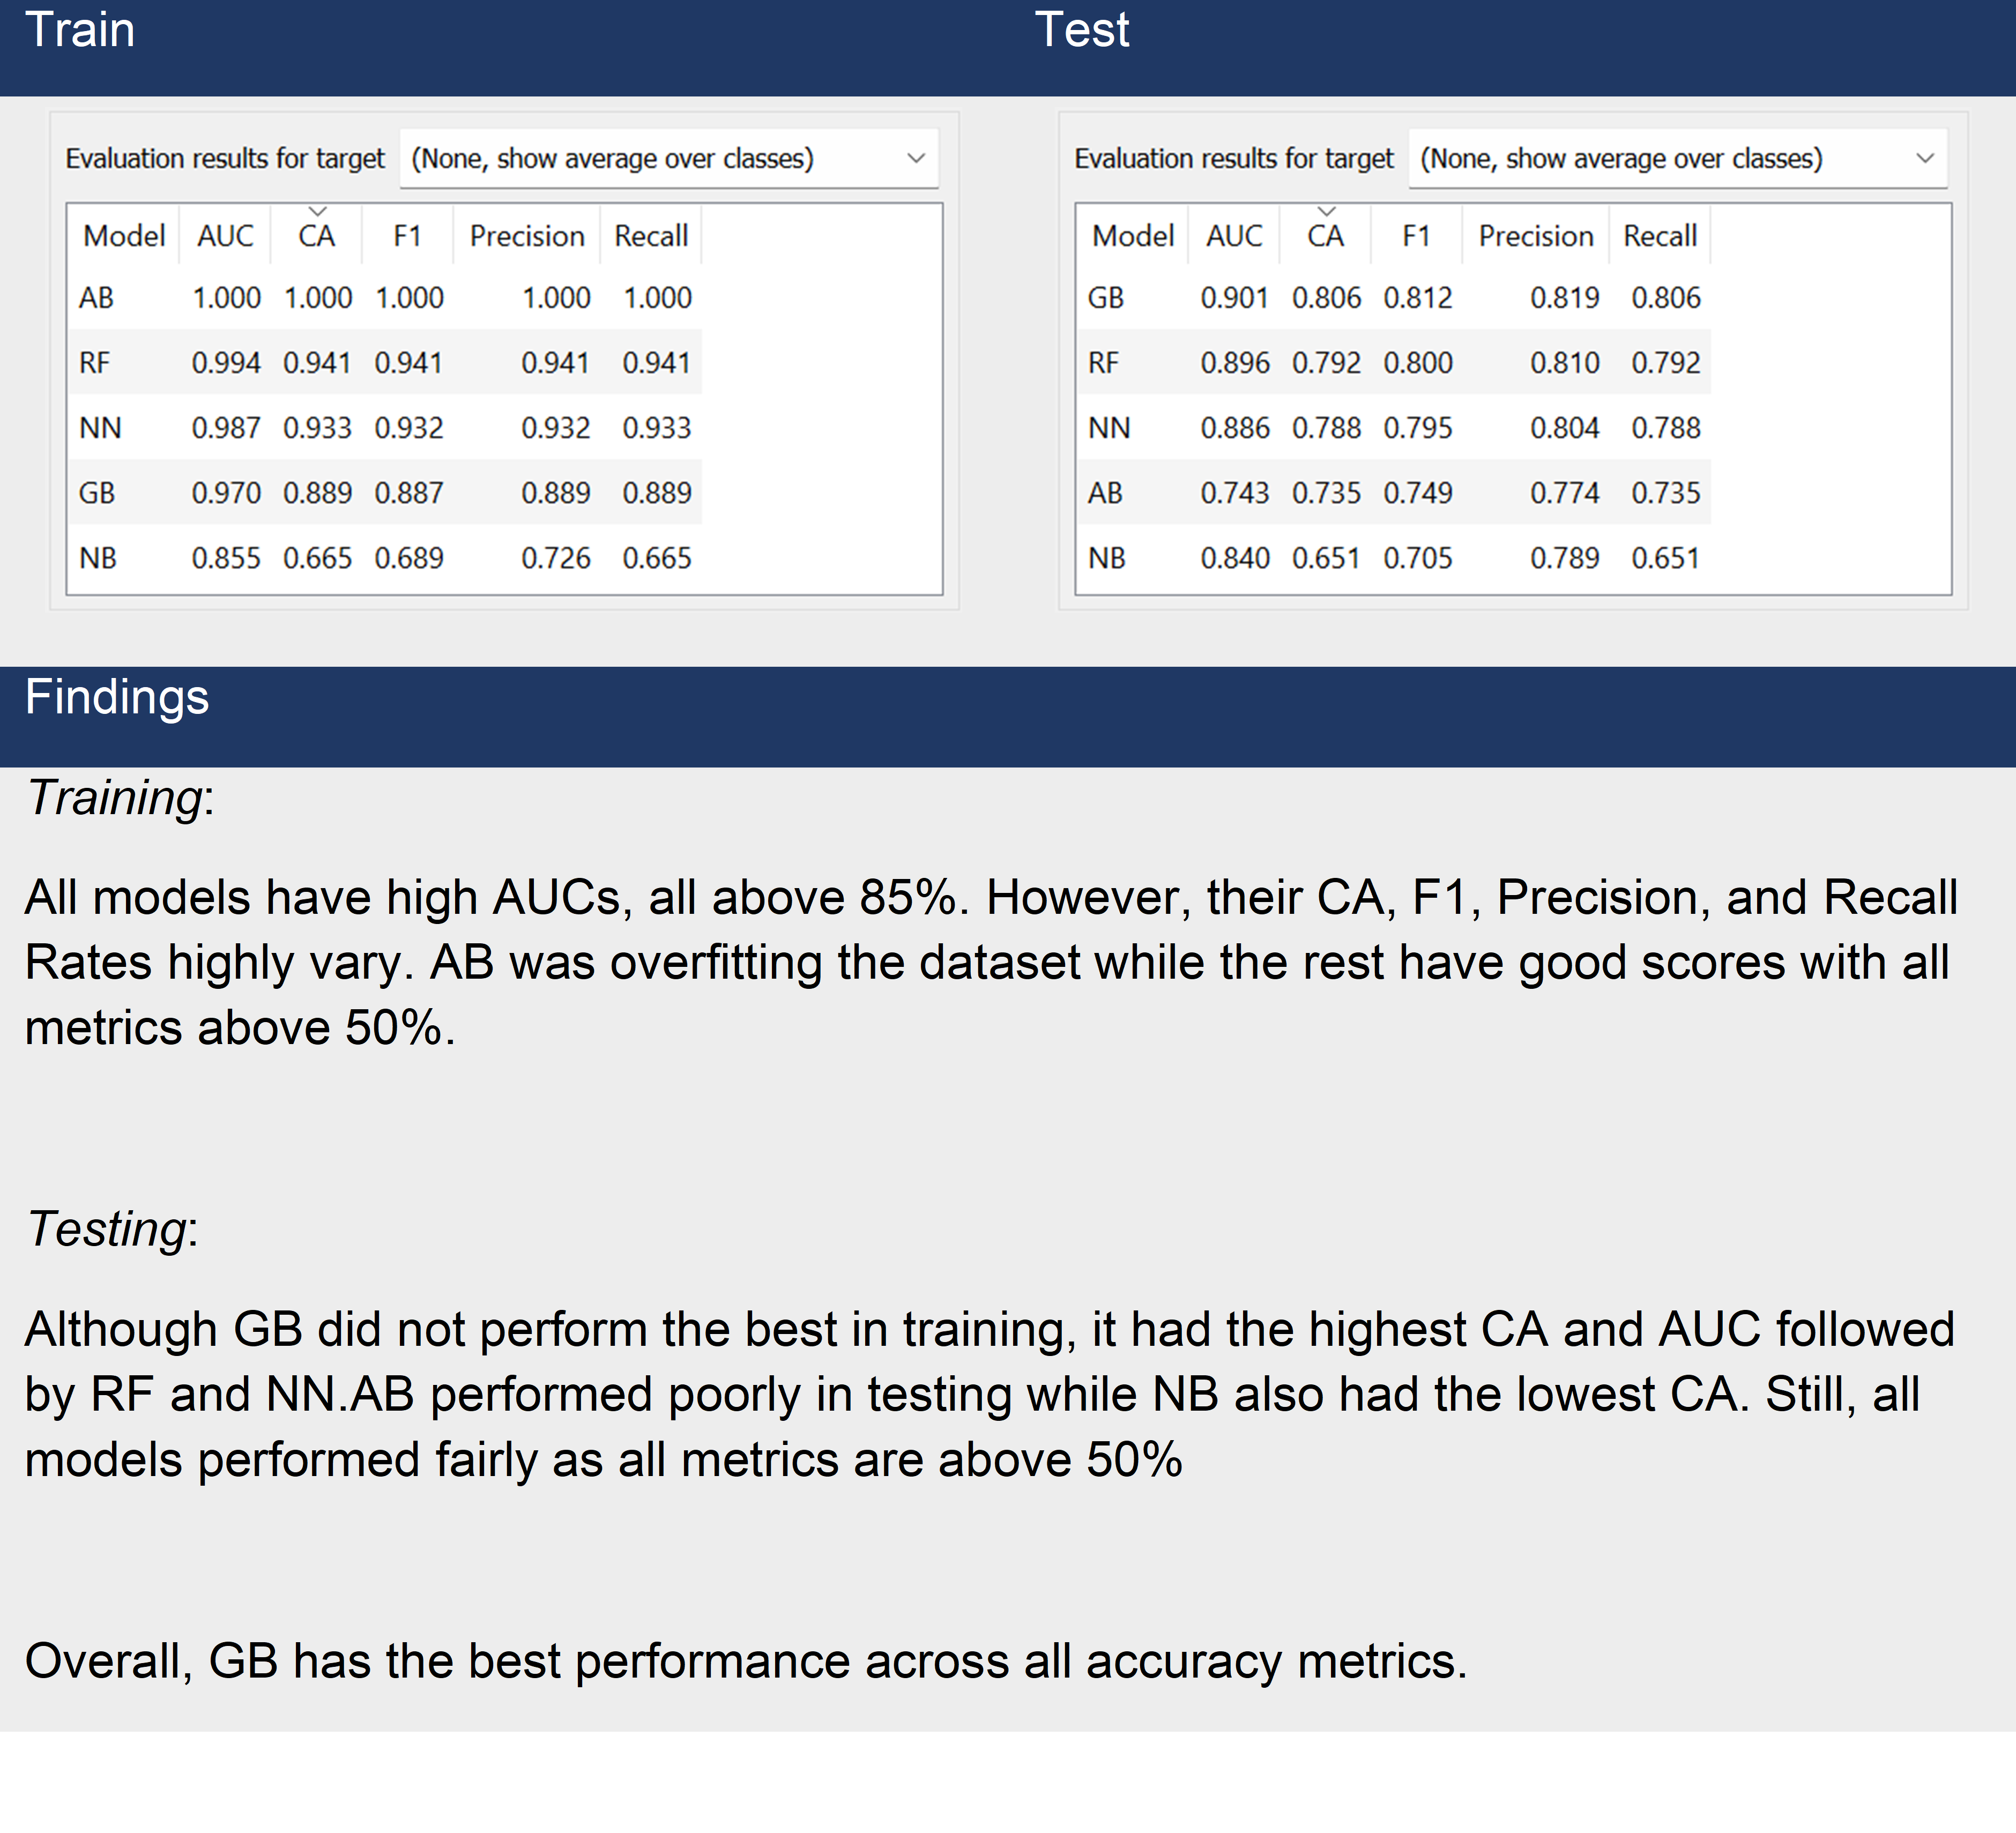 Train
Test
Evaluation results for target (None, show average over classes)
Model AUC CA F1 Precision Recall
AB 1.000 1.000 1.000 1.000 1.000
RF 0.994 0.941 0.941 0.941 0.941
NN 0.987 0.933 0.932 0.932 0.933
GB 0.970 0.889 0.887 0.889 0.889
NB 0.855 0.665 0.689 0.726 0.665
Evaluation results for target (None, show average over classes)
Model AUC CA F1 Precision Recall
GB 0.901 0.806 0.812 0.819 0.806
RF 0.896 0.792 0.800 0.810 0.792
NN 0.886 0.788 0.795 0.804 0.788
AB 0.743 0.735 0.749 0.774 0.735
NB 0.840 0.651 0.705 0.789 0.651
Findings
Training:
All models have high AUCs, all above 85%. However, their CA, F1, Precision, and Recall
Rates highly vary. AB was overfitting the dataset while the rest have good scores with all
metrics above 50%.
Testing:
Although GB did not perform the best in training, it had the highest CA and AUC followed
by RF and NN.AB performed poorly in testing while NB also had the lowest CA. Still, all
models performed fairly as all metrics are above 50%
Overall, GB has the best performance across all accuracy metrics.